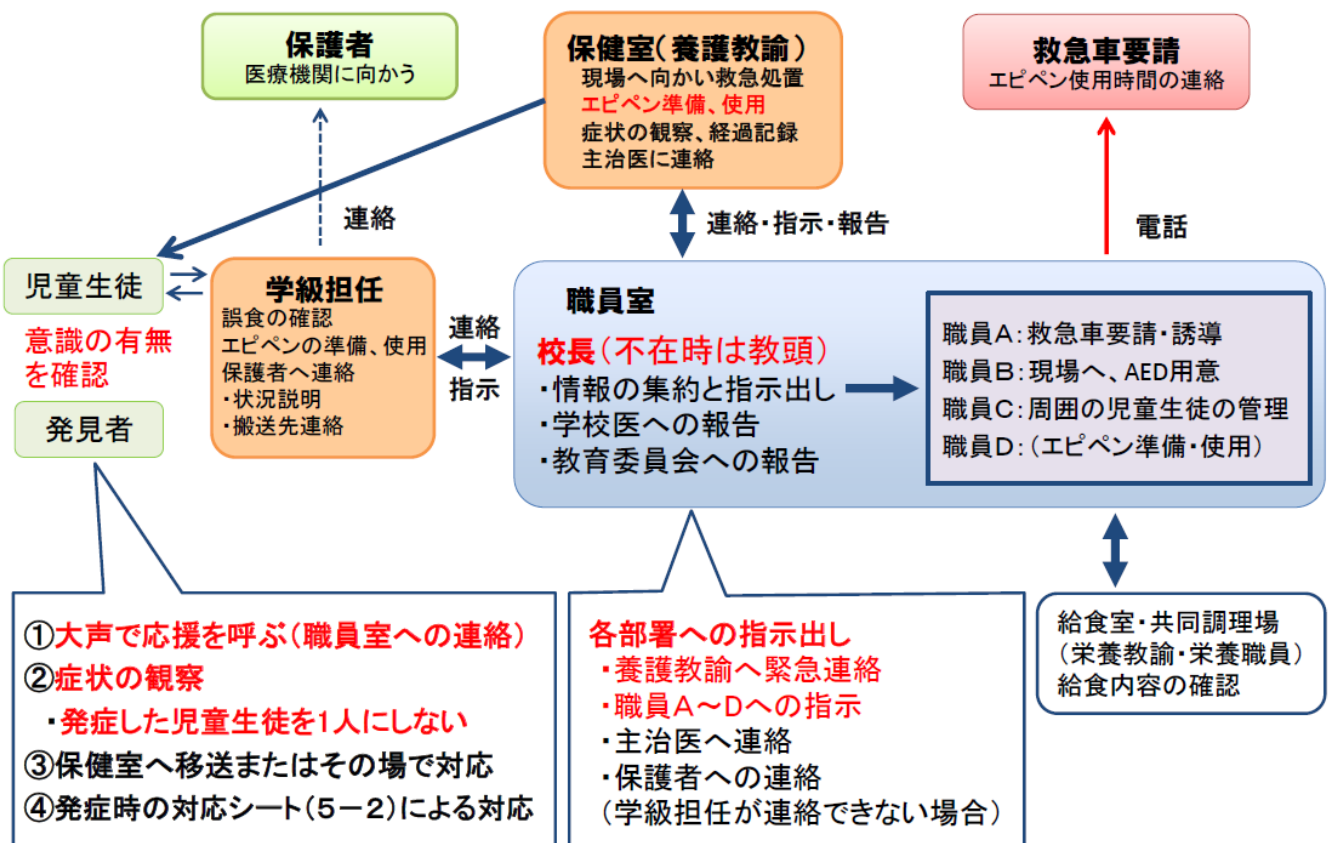 保護者
医療機関に向かう
保健室(養護教諭)
現場へ向かい救急処置
エピペン準備、使用
症状の観察、経過記録
主治医に連絡
救急車要請
エピペン使用時間の連絡
連絡
連絡・指示・報告
電話
児童生徒
意識の有無
を確認
発見者
学級担任
誤食の確認
エピペンの準備、使用
保護者へ連絡
・状況説明
・搬送先連絡
連絡
指示
職員室
校長(不在時は教頭)
・情報の集約と指示出し
・学校医への報告
・教育委員会への報告
職員A:救急車要請・誘導
職員B:現場へ、AED用意
職員C:周囲の児童生徒の管理
職員D:(エピペン準備・使用)
①大声で応援を呼ぶ(職員室への連絡)
②症状の観察
・発症した児童生徒を1人にしない
③保健室へ移送またはその場で対応
④発症時の対応シート(5-2)による対応
各部署への指示出し
・養護教諭へ緊急連絡
・職員A~Dへの指示
・主治医へ連絡
・保護者への連絡
(学級担任が連絡できない場合)
給食室・共同調理場
(栄養教諭・栄養職員)
給食内容の確認